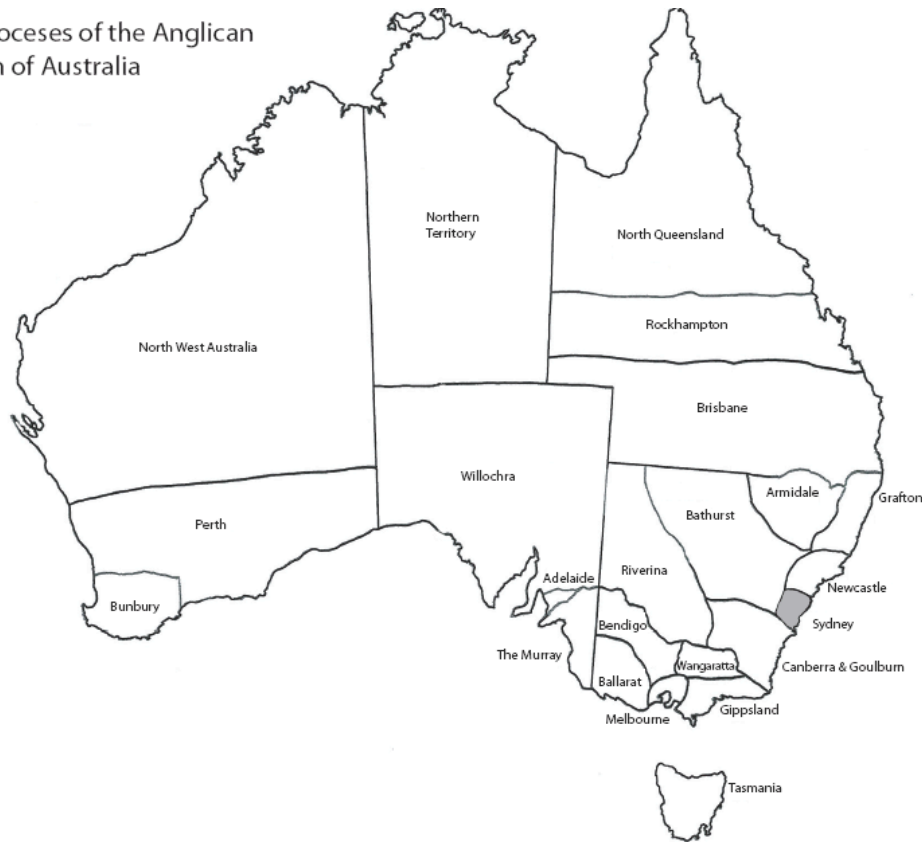 oceses of the Anglican
of Australia
Northern
Territory
North Queensland
Rockhampton
North West Australia
Brisbane
Willochra
Armidale
Grafton
Bathurst
Perth
Riverina
Adelaide
Newcastle
Bunbury
Sydney
Bendigo
The Murray
Wangaratta
Canberra & Goulburn
Ballarat
Gippsland
Melbourne
Tasmania